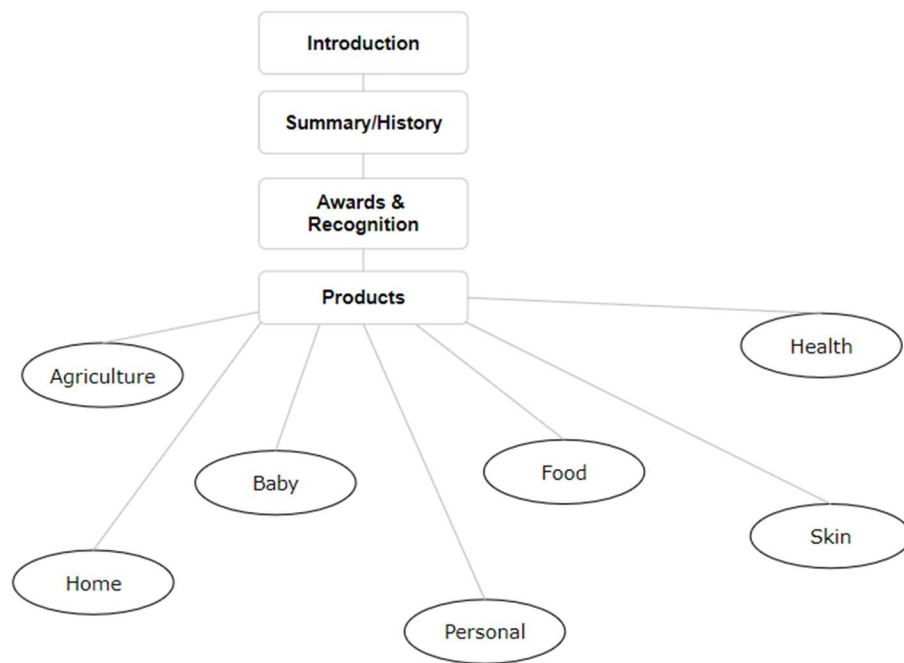 Introduction
Summary/History
Awards &
Recognition
Products
Health
Agriculture
Food
Baby
Skin
Home
Personal